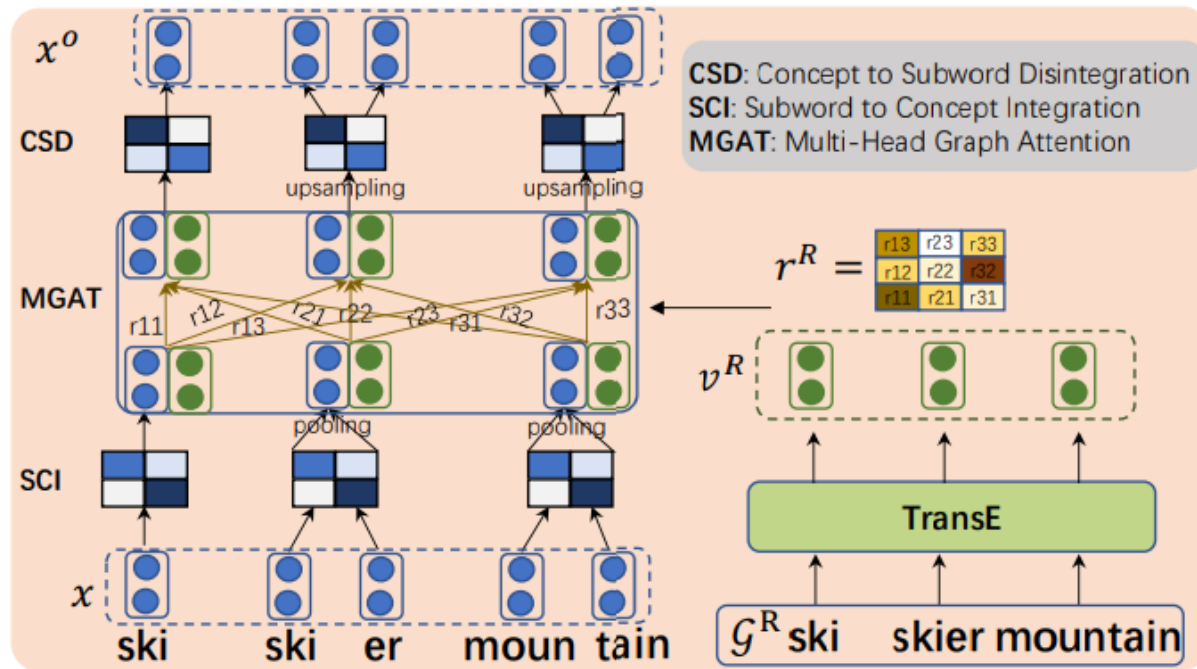 x^o
CSD: Concept to Subword Disintegration
SCI: Subword to Concept Integration
MGAT: Multi-Head Graph Attention
CSD
upsampling upsampling
r^R =
r13 r23 r33
r12 r22 r32
r11 r21 r31
MGAT
r11 r12 r13 r21 r22 r23 r31 r32 r33
v^R
pooling pooling
SCI
TransE
x
ski ski er moun tain
G^R ski skier mountain